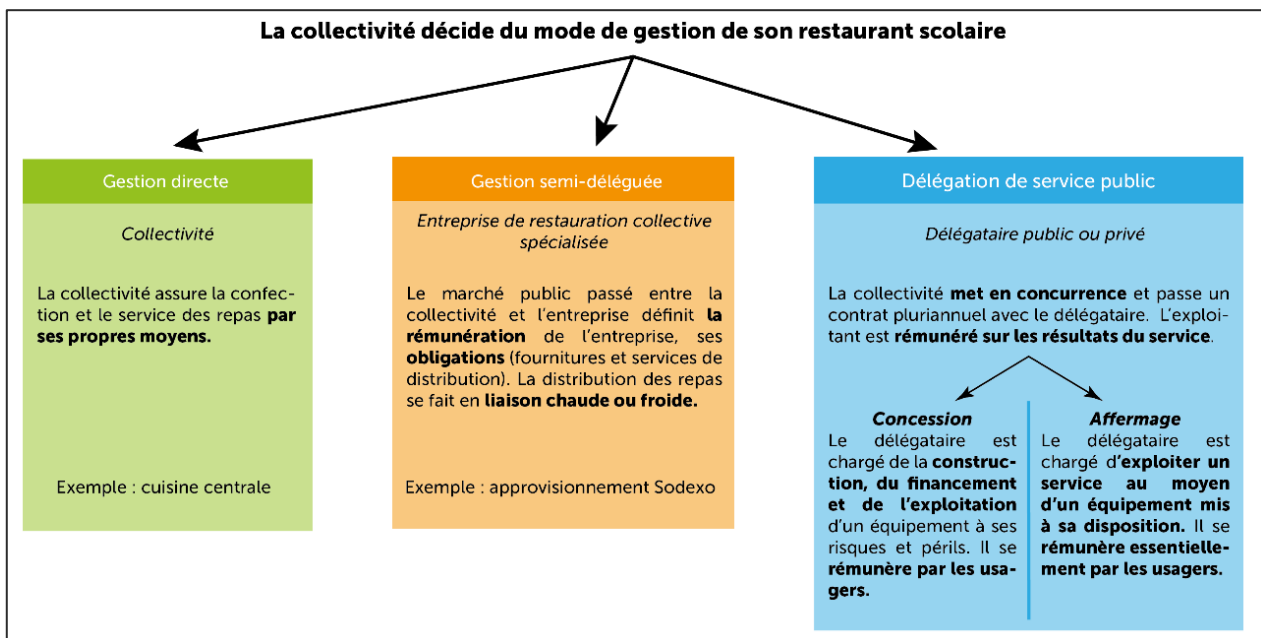 La collectivité décide du mode de gestion de son restaurant scolaire
Gestion directe
Collectivité
La collectivité assure la confec-
tion et le service des repas par
ses propres moyens.
Exemple : cuisine centrale
Gestion semi-déléguée
Entreprise de restauration collective
spécialisée
Le marché public passé entre la
collectivité et l’entreprise définit la
rémunération de l’entreprise, ses
obligations (fournitures et services de
distribution). La distribution des repas
se fait en liaison chaude ou froide.
Exemple : approvisionnement Sodexo
Délégation de service public
Délégataire public ou privé
La collectivité met en concurrence et passe un
contrat pluriannuel avec le délégataire. L’exploi-
tant est rémunéré sur les résultats du service.
Concession
Le délégataire est
chargé de la construc-
tion, du financement
et de l’exploitation
d’un équipement à ses
risques et périls. Il se
rémunère par les usa-
gers.
Affermage
Le délégataire est
chargé d’exploiter un
service au moyen
d’un équipement mis
à sa disposition. Il se
rémunère essentielle-
ment par les usagers.